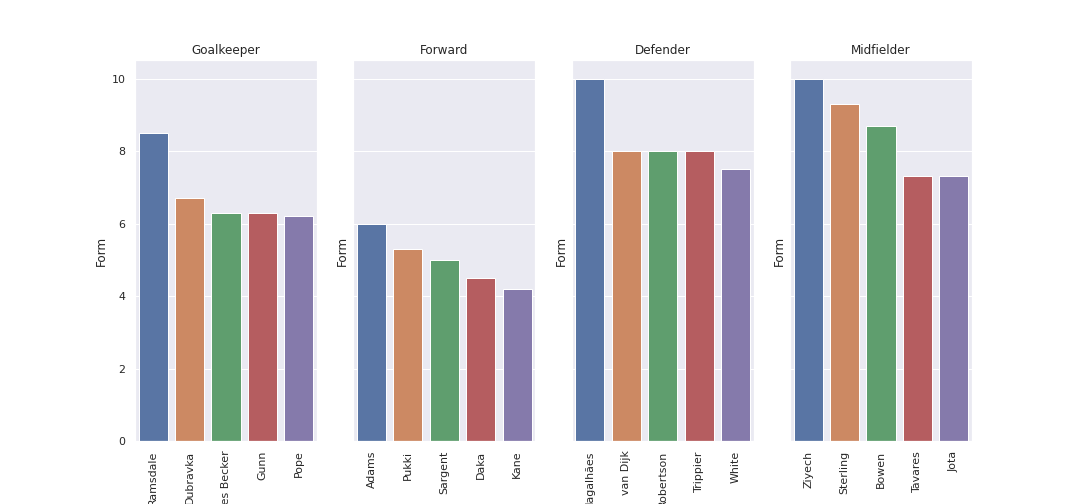 Goalkeeper Forward Defender Midfielder
Form Form Form Form
10
8
6
4
2
0
Ramsdale
Dubravka
es Becker
Gunn
Pope
Adams
Pukki
Sargent
Daka
Kane
agalhães
van Dijk
Robertson
Trippier
White
Ziyech
Sterling
Bowen
Tavares
Jota